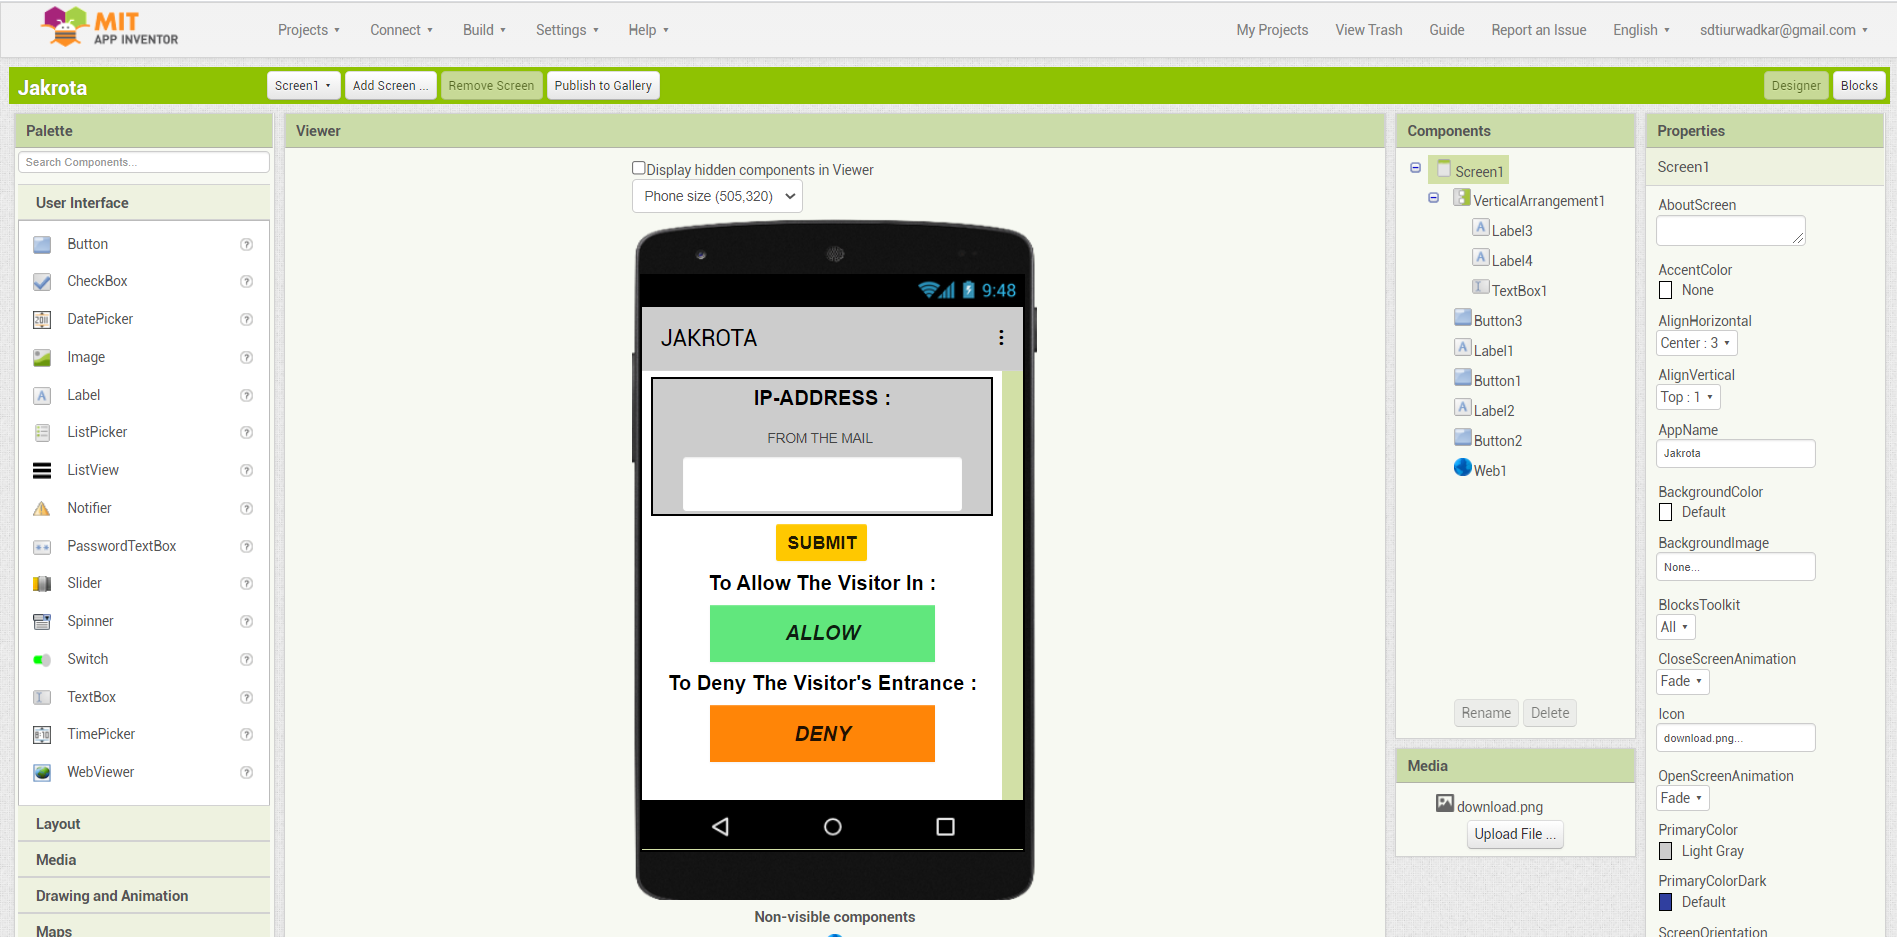 MIT
APP INVENTOR
Projects
Connect
Build
Settings
Help
My Projects
View Trash
Guide
Report an Issue
English
sdtiurwadkar@gmail.com
Jakrota
Screen1
Add Screen ...
Remove Screen
Publish to Gallery
Designer
Blocks
Palette
Search Components...
User Interface
Button
?
CheckBox
?
DatePicker
?
Image
?
Label
?
ListPicker
?
ListView
?
Notifier
?
PasswordTextBox
?
Slider
?
Spinner
?
Switch
?
TextBox
?
TimePicker
?
WebViewer
?
Layout
Media
Drawing and Animation
Maps
Viewer
Display hidden components in Viewer
Phone size (505,320)
9:48
JAKROTA
IP-ADDRESS :
FROM THE MAIL
SUBMIT
To Allow The Visitor In :
ALLOW
To Deny The Visitor's Entrance :
DENY
Non-visible components
Components
Screen1
VerticalArrangement1
Label3
Label4
TextBox1
Button3
Label1
Button1
Label2
Button2
Web1
Rename
Delete
Media
download.png
Upload File ...
Properties
Screen1
AboutScreen
AccentColor
None
AlignHorizontal
Center : 3
AlignVertical
Top : 1
AppName
Jakrota
BackgroundColor
Default
BackgroundImage
None...
BlocksToolkit
All
CloseScreenAnimation
Fade
Icon
download.png...
OpenScreenAnimation
Fade
PrimaryColor
Light Gray
PrimaryColorDark
Default
ScreenOrientation